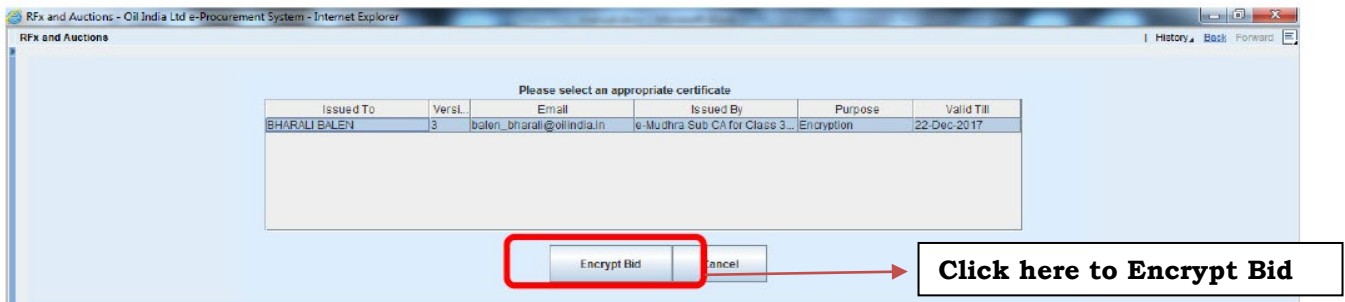 RFx and Auctions - Oil India Ltd e-Procurement System - Internet Explorer
RFx and Auctions | History Back Forward
Please select an appropriate certificate
Issued To Versi... Email Issued By Purpose Valid Till
BHARALI BALEN 3 balen_bharali@oilindia.in e-Mudhra Sub CA for Class 3... Encryption 22-Dec-2017
Encrypt Bid Cancel
Click here to Encrypt Bid